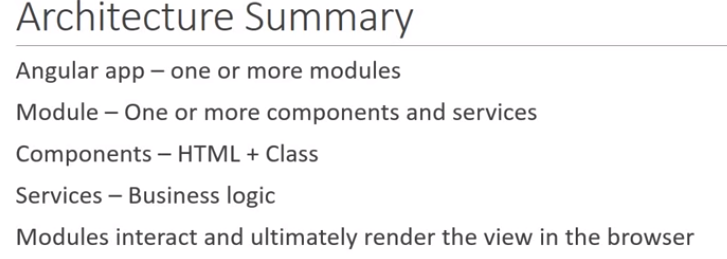 Architecture Summary
Angular app – one or more modules
Module – One or more components and services
Components – HTML + Class
Services – Business logic
Modules interact and ultimately render the view in the browser